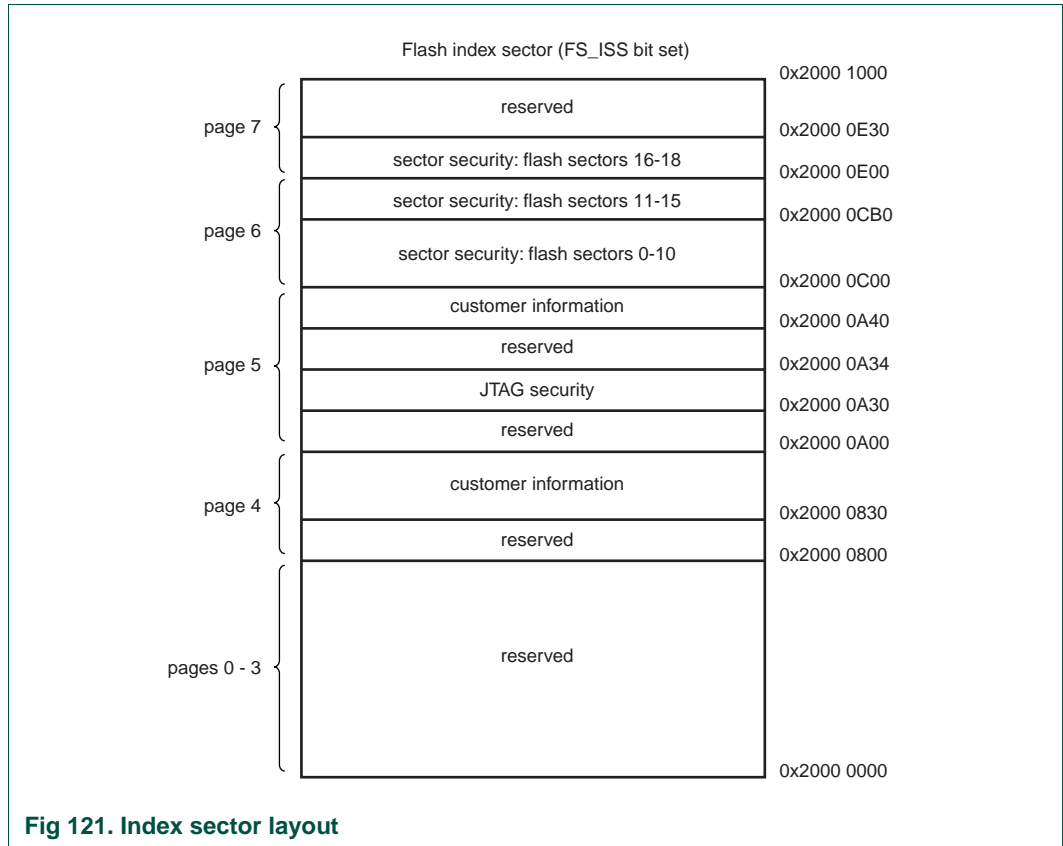 Flash index sector (FS_ISS bit set)
0x2000 1000
reserved
page 7
0x2000 0E30
sector security: flash sectors 16-18
0x2000 0E00
sector security: flash sectors 11-15
0x2000 0CB0
page 6
sector security: flash sectors 0-10
0x2000 0C00
customer information
0x2000 0A40
reserved
page 5
0x2000 0A34
JTAG security
0x2000 0A30
reserved
0x2000 0A00
customer information
page 4
0x2000 0830
reserved
0x2000 0800
reserved
pages 0 - 3
0x2000 0000
Fig 121. Index sector layout